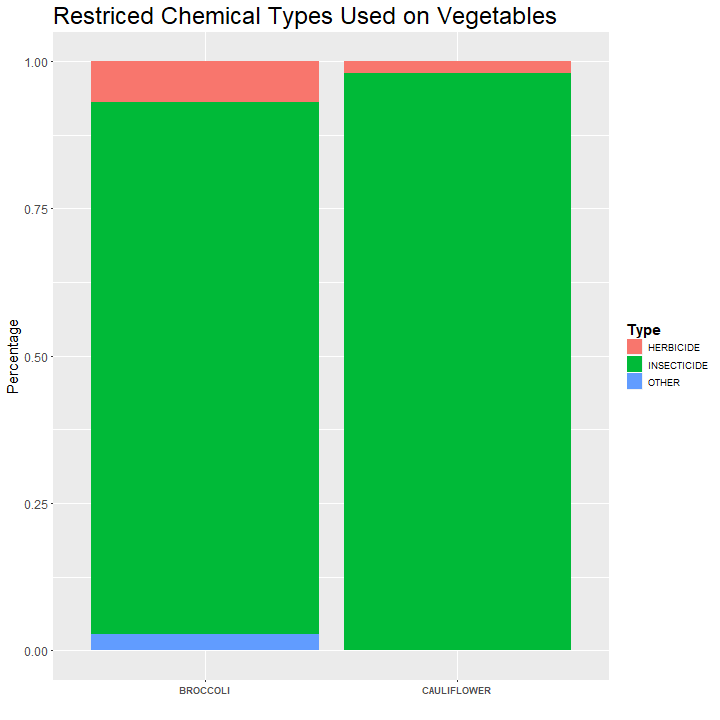 Restriced Chemical Types Used on Vegetables
1.00
0.75
0.50
0.25
0.00
Percentage
BROCCOLI
CAULIFLOWER
Type
HERBICIDE
INSECTICIDE
OTHER